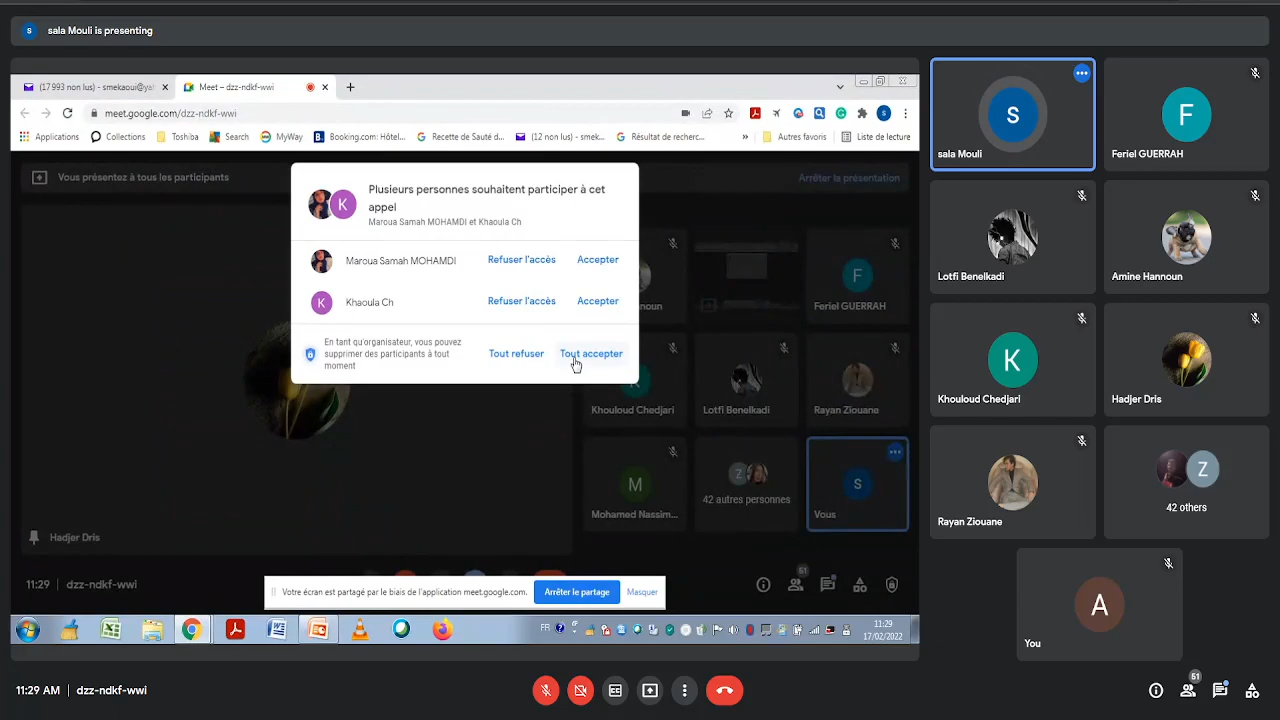 S sala Mouli is presenting
(17 993 non lus) - smekaoui@ya
Meet – dzz-ndkf-wwi
meet.google.com/dzz-ndkf-wwi
S
Applications
Collections
Toshiba
Search
MyWay
Booking.com: Hôtel...
Recette de Sauté d...
(12 non lus) - smek...
Résultat de recherc...
»
Autres favoris
Liste de lecture
Vous présentez à tous les participants
Arrêter la présentation
Plusieurs personnes souhaitent participer à cet
appel
Maroua Samah MOHAMDI et Khaoula Ch
K
Maroua Samah MOHAMDI Refuser l'accès Accepter
K Khaoula Ch Refuser l'accès Accepter
En tant qu'organisateur, vous pouvez
supprimer des participants à tout
moment
Tout refuser Tout accepter
noun
F
Feriel GUERRAH
K
Khouloud Chedjari
Lotfi Benelkadi
Rayan Ziouane
M
Mohamed Nassim...
Z
42 autres personnes
S
Vous
Hadjer Dris
11:29 | dzz-ndkf-wwi
51
Votre écran est partagé par le biais de l'application meet.google.com.
Arrêter le partage
Masquer
FR
11:29
17/02/2022
S
sala Mouli
F
Feriel GUERRAH
Lotfi Benelkadi
Amine Hannoun
K
Khouloud Chedjari
Hadjer Dris
Rayan Ziouane
Z
42 others
A
You
11:29 AM | dzz-ndkf-wwi
51